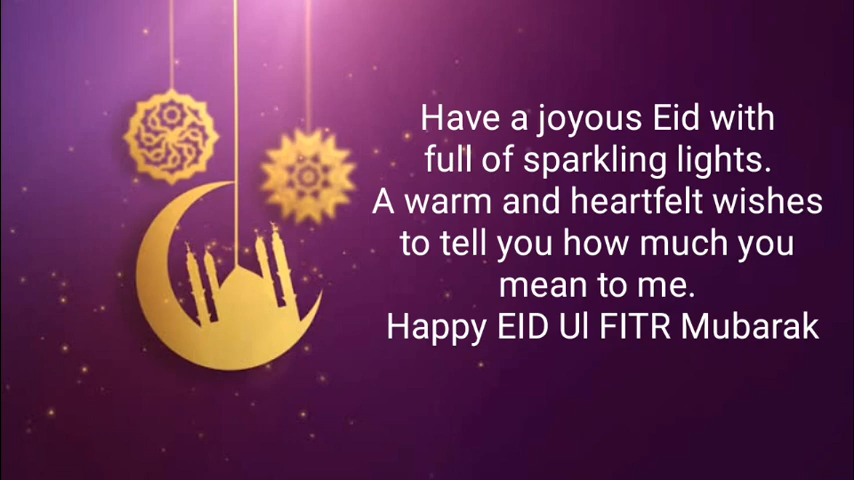 Have a joyous Eid with
full of sparkling lights.
A warm and heartfelt wishes
to tell you how much you
mean to me.
Happy EID Ul FITR Mubarak